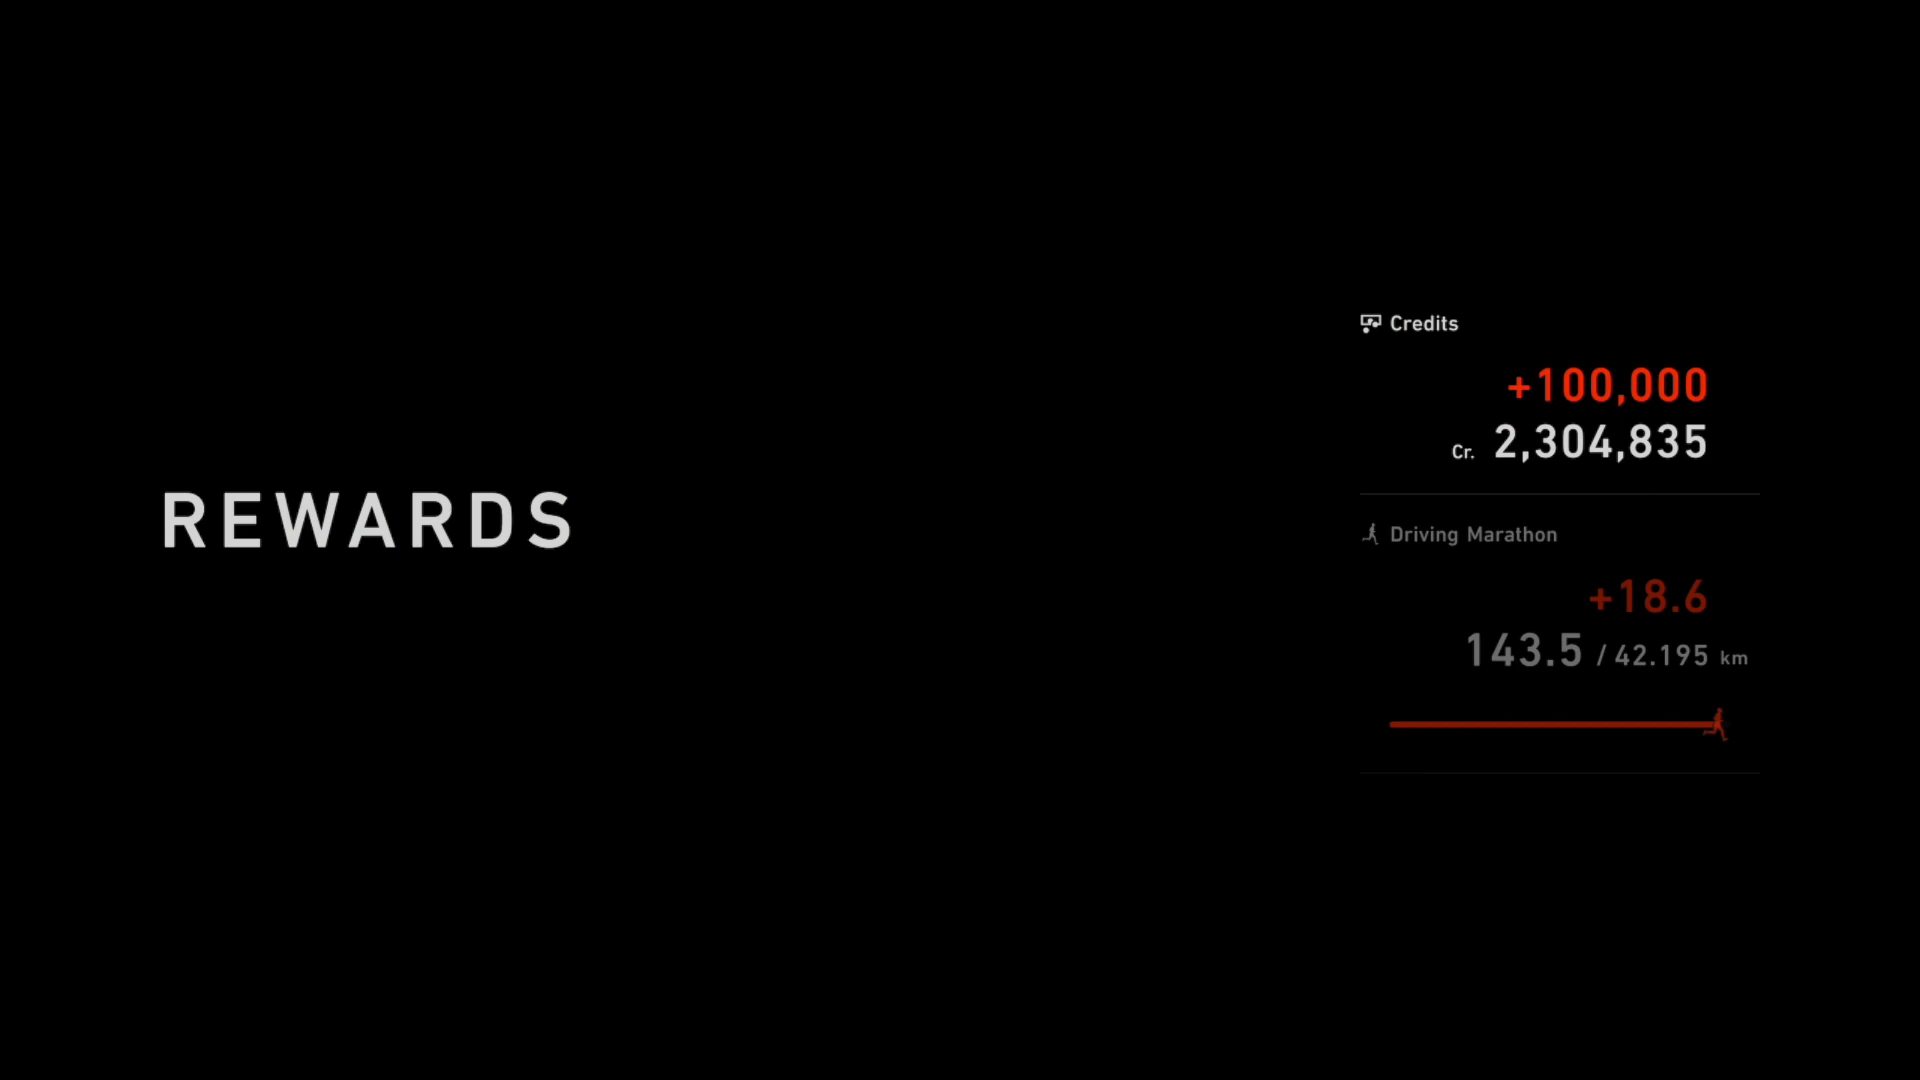 REWARDS
Credits
+100,000
Cr. 2,304,835
Driving Marathon
+18.6
143.5 / 42.195 km